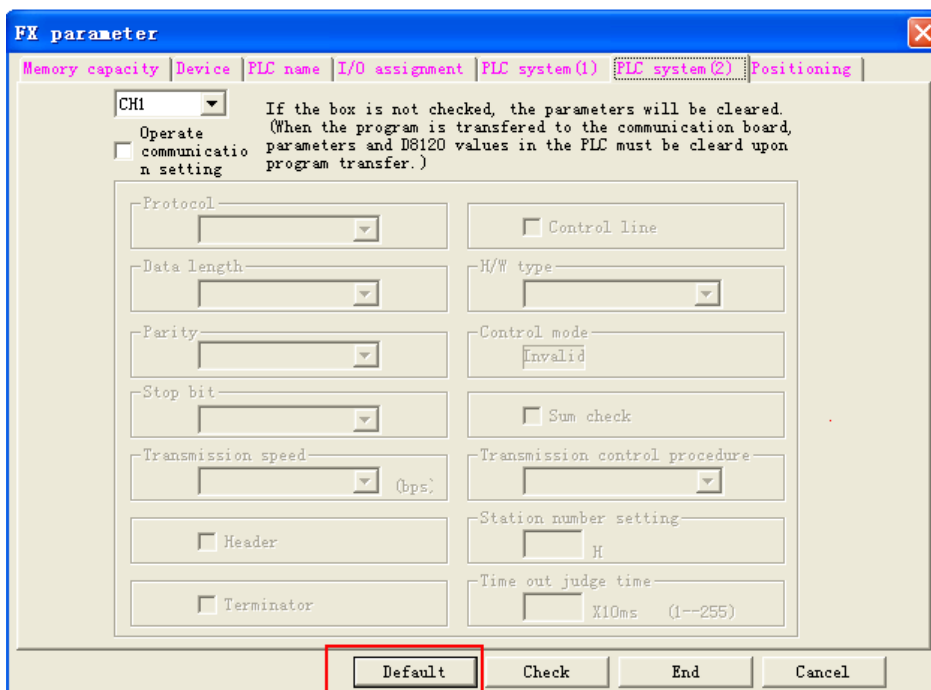 FX parameter
Memory capacity Device PLC name I/O assignment PLC system(1) PLC system(2) Positioning
CH1
If the box is not checked, the parameters will be cleared.
(When the program is transfered to the communication board,
parameters and D8120 values in the PLC must be cleard upon
program transfer.)
Operate
communicatio
n setting
Protocol
Control line
Data length
H/W type
Parity
Control mode
Invalid
Stop bit
Sum check
Transmission speed
(bps)
Transmission control procedure
Header
Station number setting
H
Terminator
Time out judge time
X10ms (1--255)
Default Check End Cancel